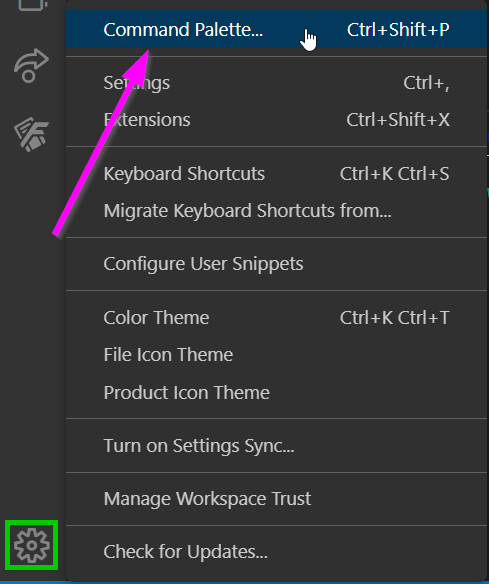 Command Palette... Ctrl+Shift+P
Settings Ctrl+,
Extensions Ctrl+Shift+X
Keyboard Shortcuts Ctrl+K Ctrl+S
Migrate Keyboard Shortcuts from...
Configure User Snippets
Color Theme Ctrl+K Ctrl+T
File Icon Theme
Product Icon Theme
Turn on Settings Sync...
Manage Workspace Trust
Check for Updates...